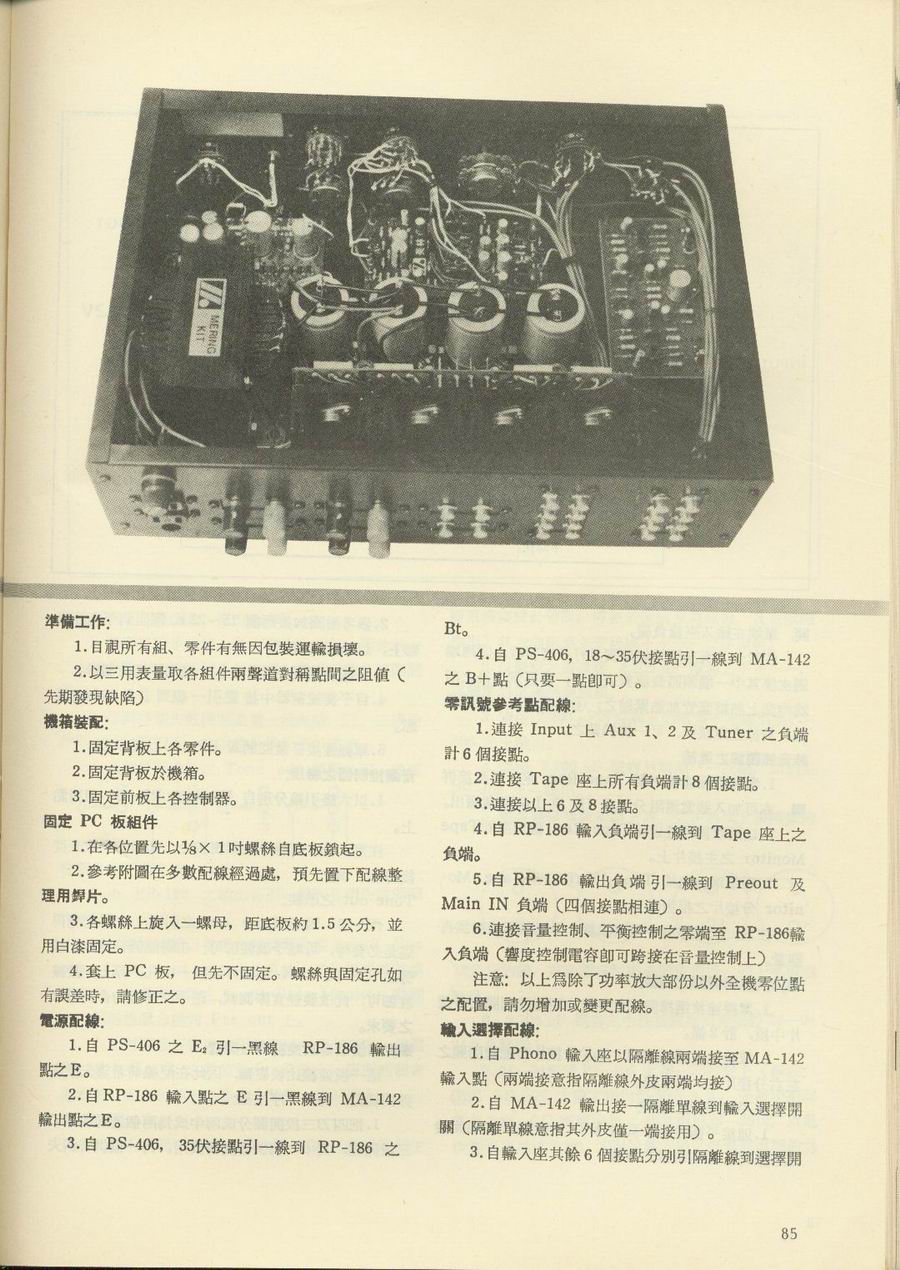 MERING
KIT
準備工作:
1.目視所有組、零件有無因包裝運輸損壞。
2.以三用表量取各組件兩聲道對稱點間之阻值(
先期發現缺陷)
機箱裝配:
1.固定背板上各零件。
2.固定背板於機箱。
3.固定前板上各控制器。
固定 PC 板組件
1.在各位置先以⅛×1吋螺絲自底板鎖起。
2.參考附圖在多數配線經過處，預先置下配線整
理用銲片。
3.各螺絲上旋入一螺母，距底板約1.5公分，並
用白漆固定。
4.套上 PC 板，但先不固定。螺絲與固定孔如
有誤差時，請修正之。
電源配線:
1.自 PS-406 之 E₂ 引一黑線 RP-186 輸出
點之E。
2.自RP-186 輸入點之 E 引一黑線到 MA-142
輸出點之E。
3.自 PS-406，35伏接點引一線到 RP-186 之
Bt。
4.自 PS-406，18～35伏接點引一線到 MA-142
之 B+點(只要一點卽可)。
零訊號參考點配線:
1.連接 Input 上 Aux 1、2及 Tuner 之負端
計6個接點。
2.連接 Tape 座上所有負端計8個接點。
3.連接以上6及8接點。
4.自 RP-186 輸入負端引一線到 Tape 座上之
負端。
5.自 RP-186 輸出負端引一線到 Preout 及
Main IN 負端(四個接點相連)。
6.連接音量控制、平衡控制之零端至 RP-186輸
入負端(響度控制電容卽可跨接在音量控制上)
注意: 以上爲除了功率放大部份以外全機零位點
之配置，請勿增加或變更配線。
輸入選擇配線:
1.自 Phono 輸入座以隔離線兩端接至MA-142
輸入點(兩端接意指隔離線外皮兩端均接)
2.自 MA-142 輸出接一隔離單線到輸入選擇開
關(隔離單線意指其外皮僅一端接用)。
3.自輸入座其餘6個接點分別引隔離線到選擇開
85